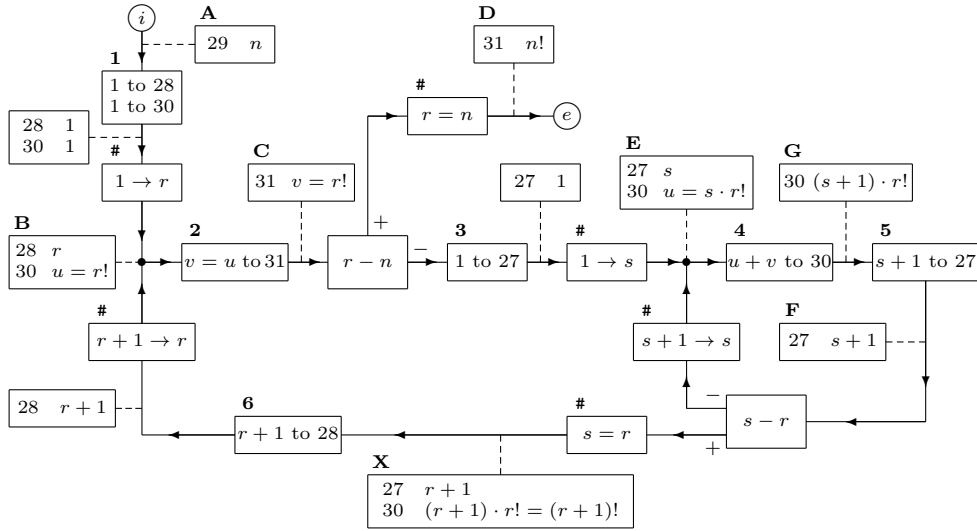 i
A
29 n
1
1 to 28
1 to 30
28 1
30 1
#
1 → r
B
28 r
30 u = r!
2
v = u to 31
C
31 v = r!
r − n
+
−
#
r = n
D
31 n!
e
3
1 to 27
27 1
#
1 → s
E
27 s
30 u = s · r!
4
u + v to 30
G
30 (s + 1) · r!
5
s + 1 to 27
F
27 s + 1
s − r
−
+
#
s + 1 → s
#
s = r
X
27 r + 1
30 (r + 1) · r! = (r + 1)!
6
r + 1 to 28
28 r + 1
#
r + 1 → r